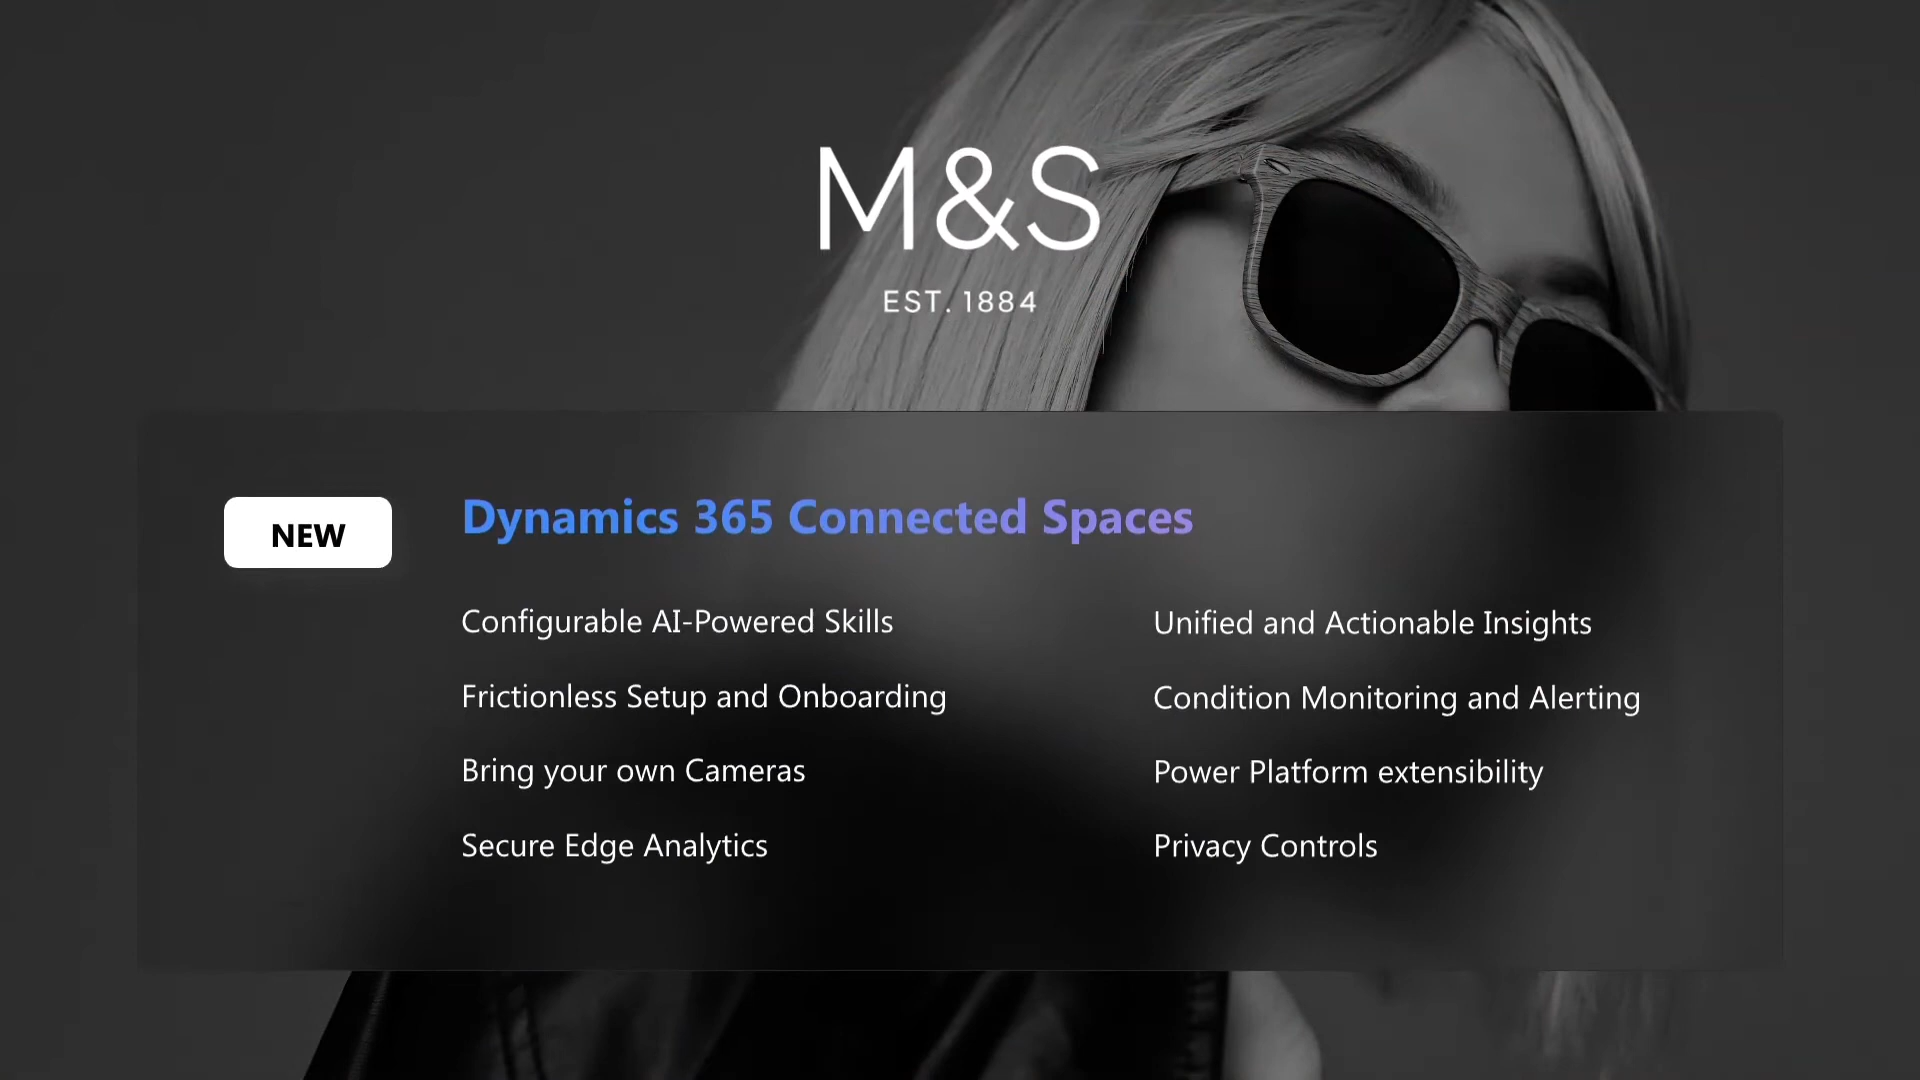 M&S
EST. 1884
NEW
Dynamics 365 Connected Spaces
Configurable AI-Powered Skills
Frictionless Setup and Onboarding
Bring your own Cameras
Secure Edge Analytics
Unified and Actionable Insights
Condition Monitoring and Alerting
Power Platform extensibility
Privacy Controls